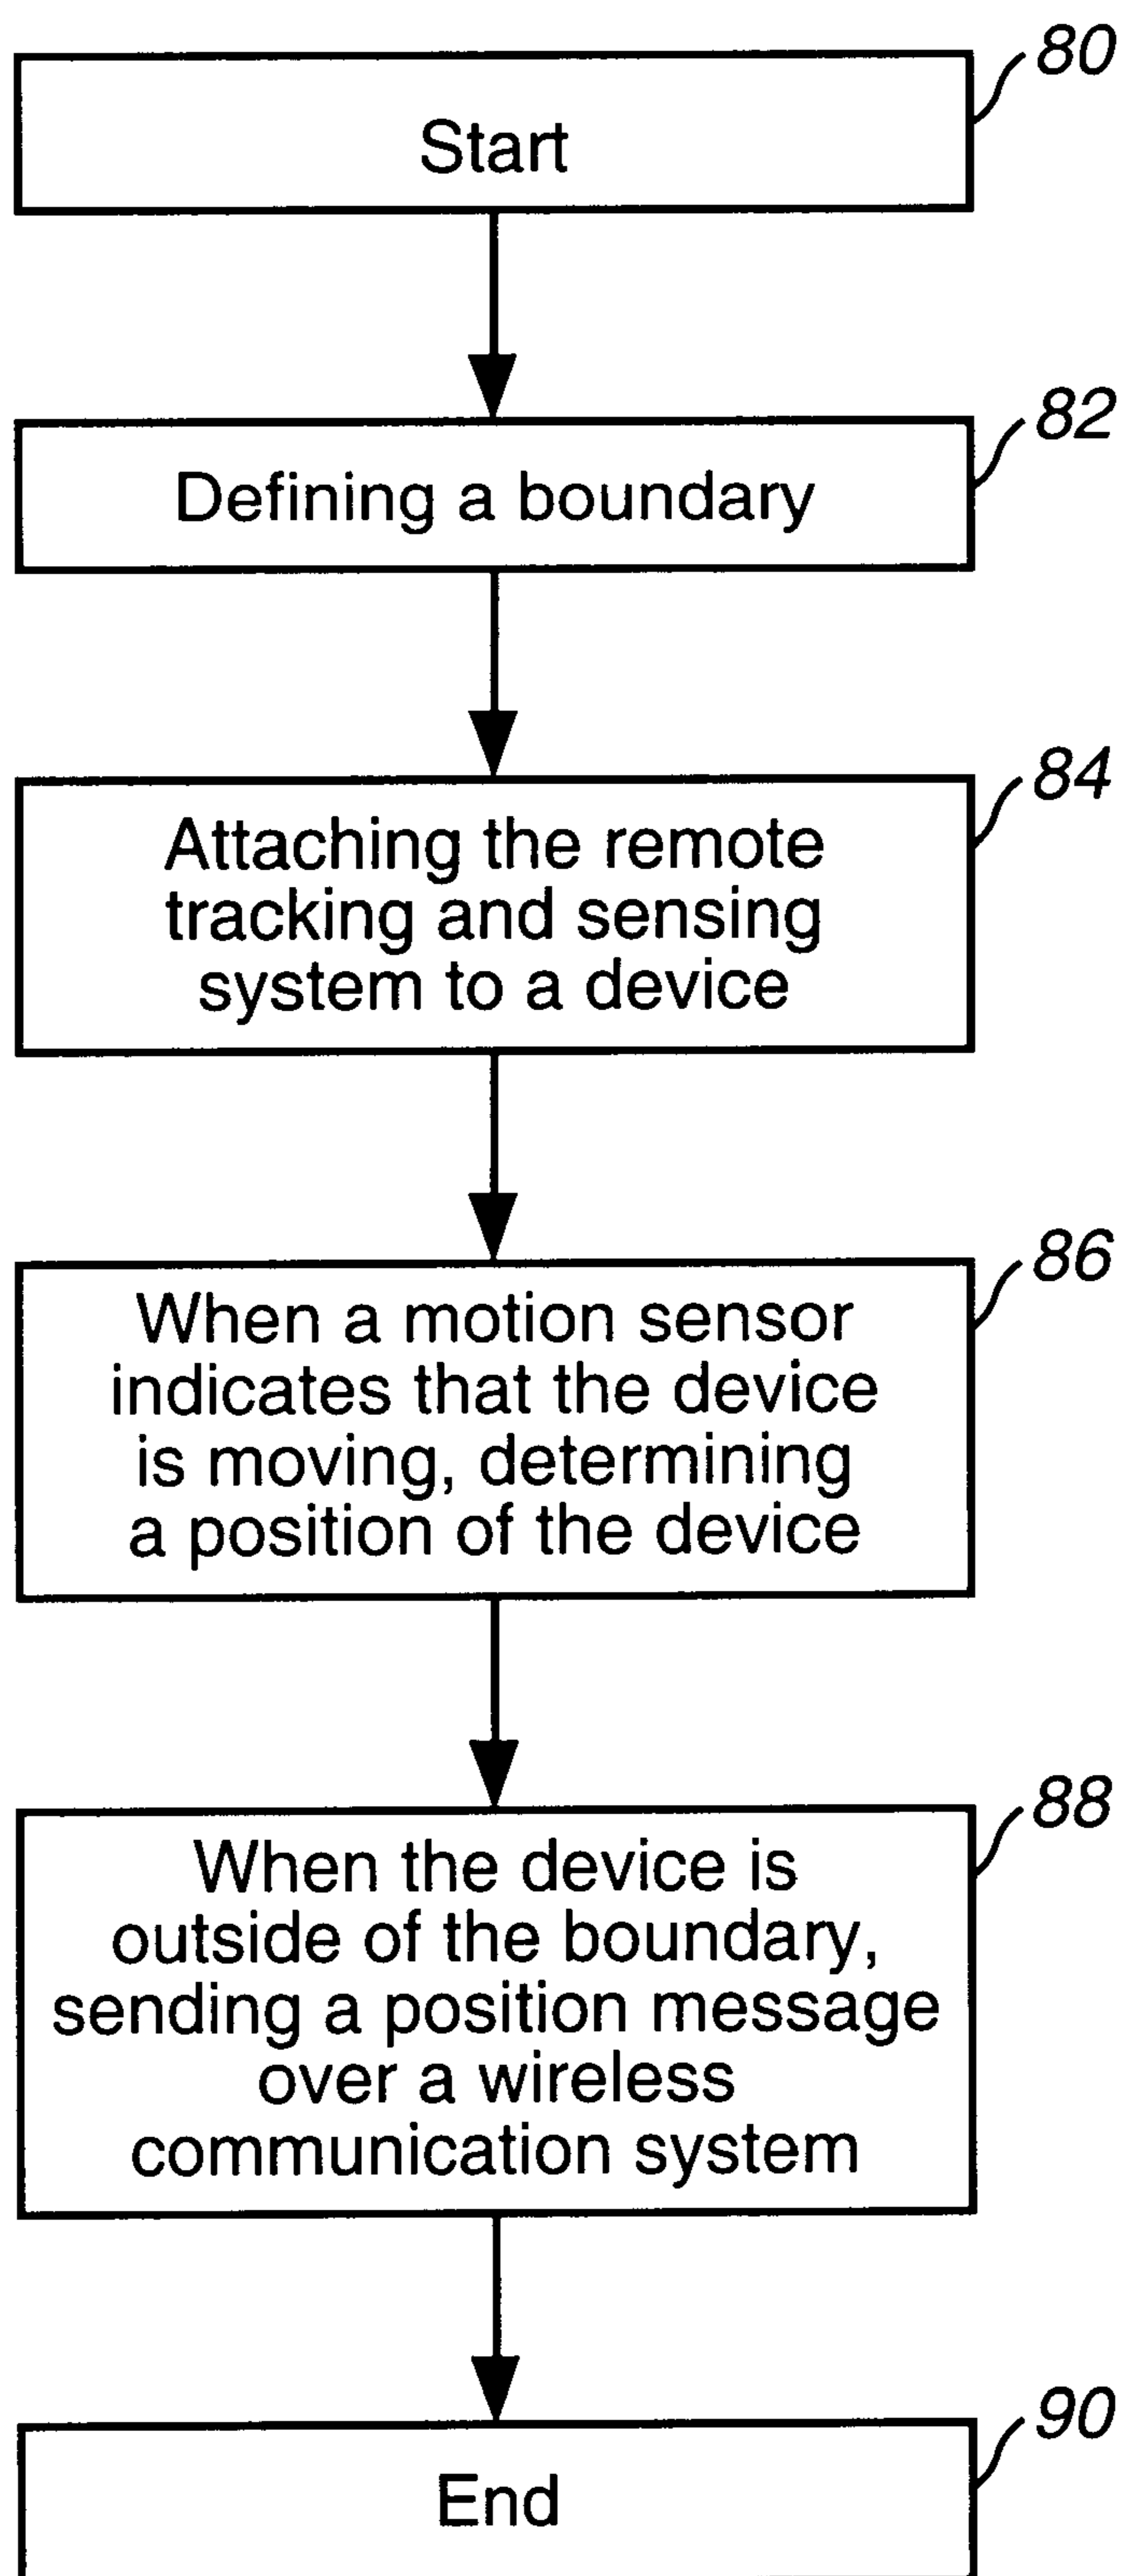 80
Start
82
Defining a boundary
84
Attaching the remote
tracking and sensing
system to a device
86
When a motion sensor
indicates that the device
is moving, determining
a position of the device
88
When the device is
outside of the boundary,
sending a position message
over a wireless
communication system
90
End